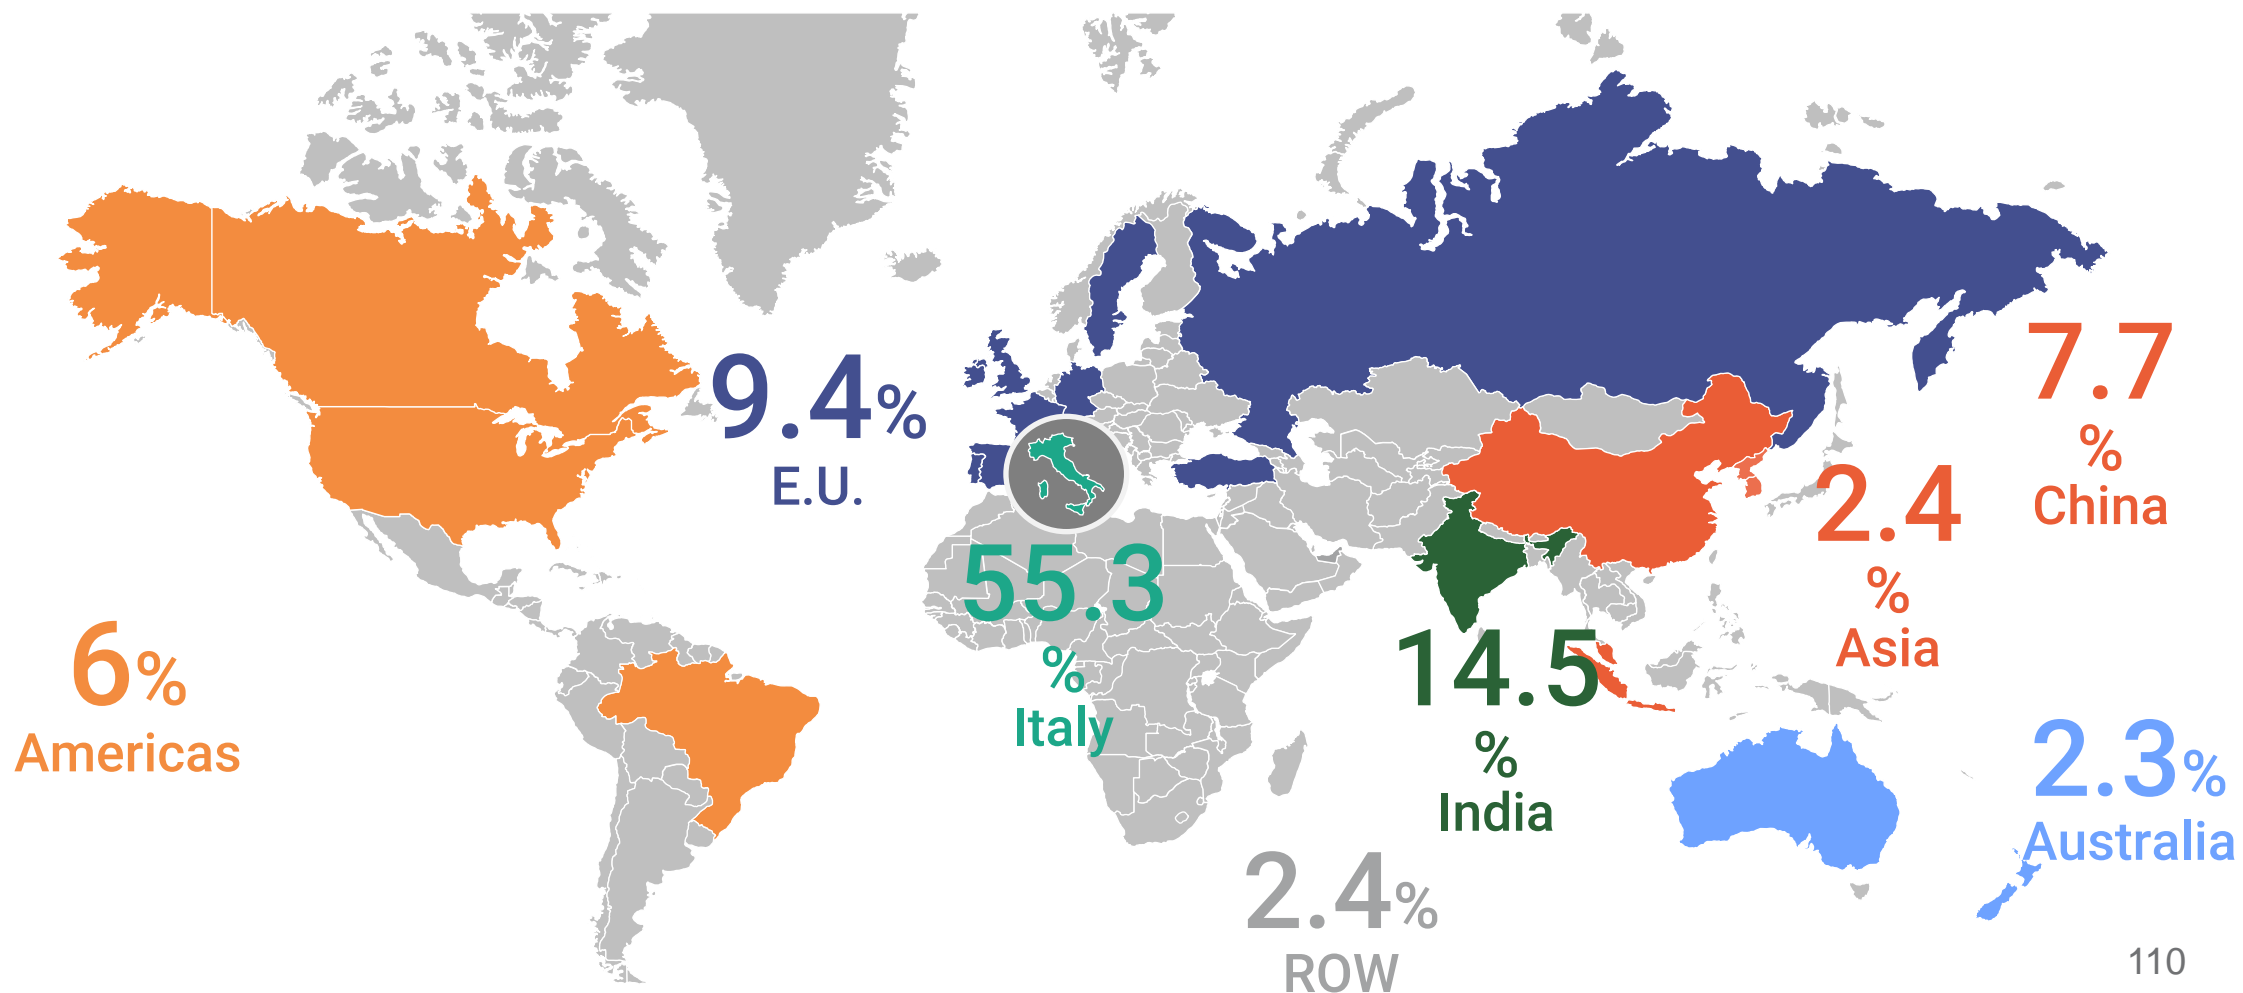 9.4%
E.U.
7.7
%
China
2.4
%
Asia
55.3
%
Italy
6%
Americas
14.5
%
India
2.3%
Australia
2.4%
ROW
110